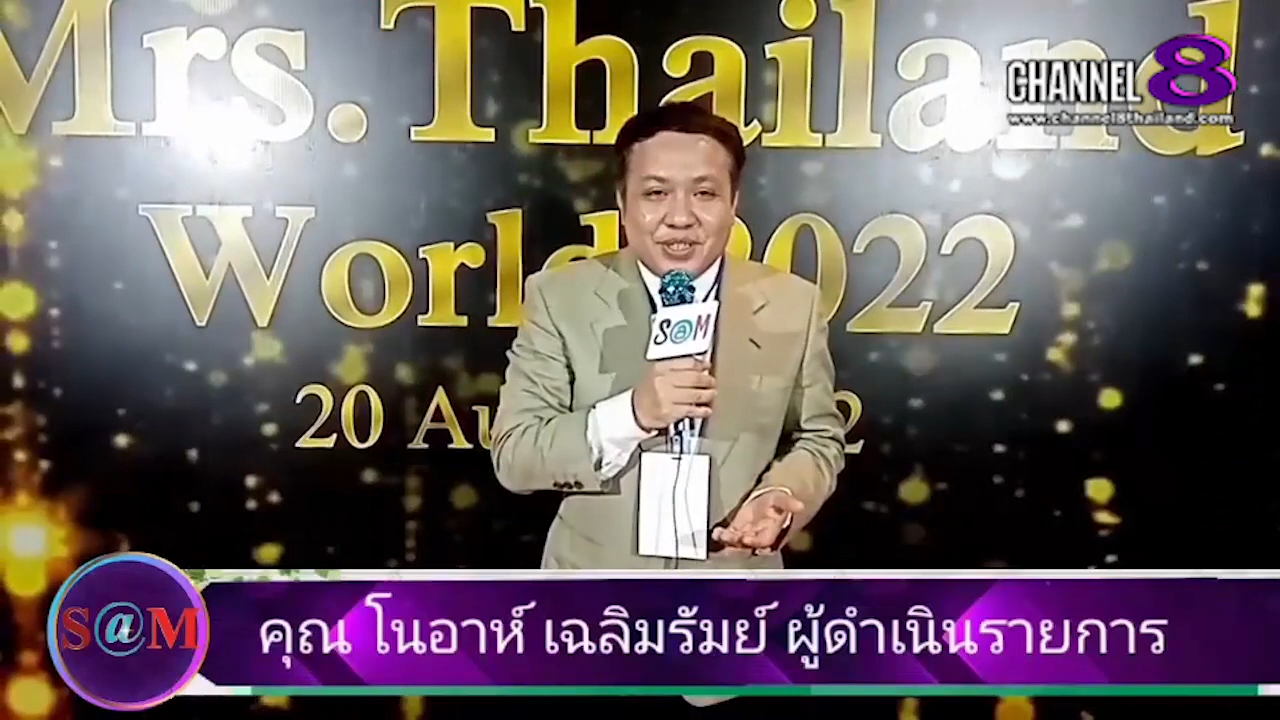 Mrs. Thailand
CHANNEL 8
www.channel8thailand.com
World 2022
S@M
20 Au
S@M
คุณ โนอาห์ เฉลิมรัมย์ ผู้ดำเนินรายการ